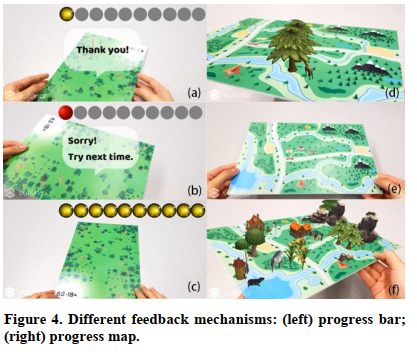 Thank you!
(a)
(d)
Sorry!
Try next time.
(b)
(e)
(c)
(f)
Figure 4. Different feedback mechanisms: (left) progress bar;
(right) progress map.